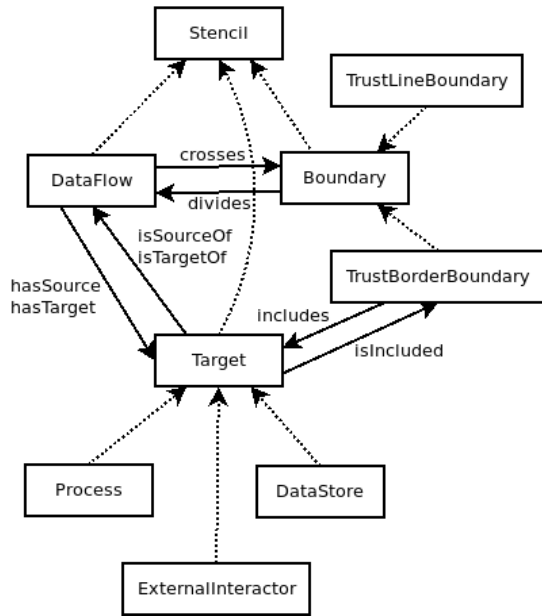 Stencil
TrustLineBoundary
crosses
DataFlow
Boundary
divides
isSourceOf
isTargetOf
hasSource
hasTarget
TrustBorderBoundary
includes
isIncluded
Target
Process
DataStore
ExternalInteractor